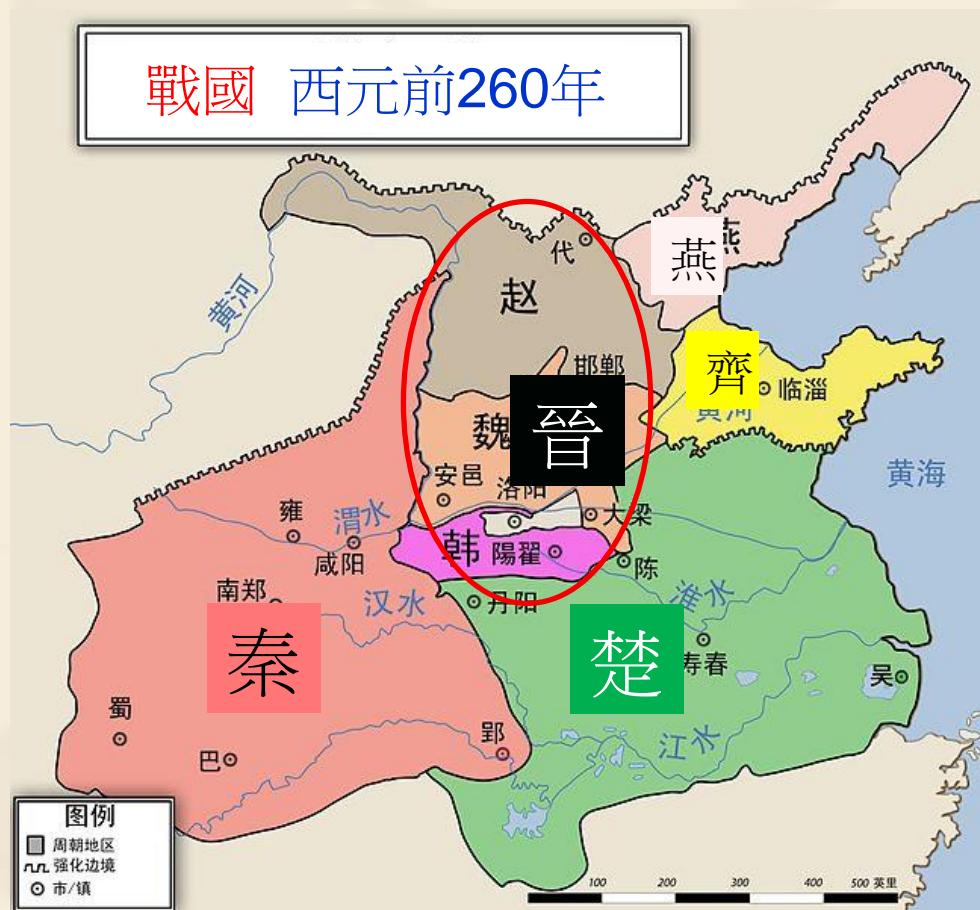 戰國 西元前260年
燕
燕
代
赵
黄河
邯郸
齊
临淄
黄河
魏
晉
黄海
安邑
洛阳
大梁
雍
渭水
韩
陽翟
咸阳
陈
南郑
汉水
丹阳
淮水
秦
楚
寿春
吴
蜀
郢
江水
巴
图例
周朝地区
强化边境
市/镇
100 200 300 400 500 英里